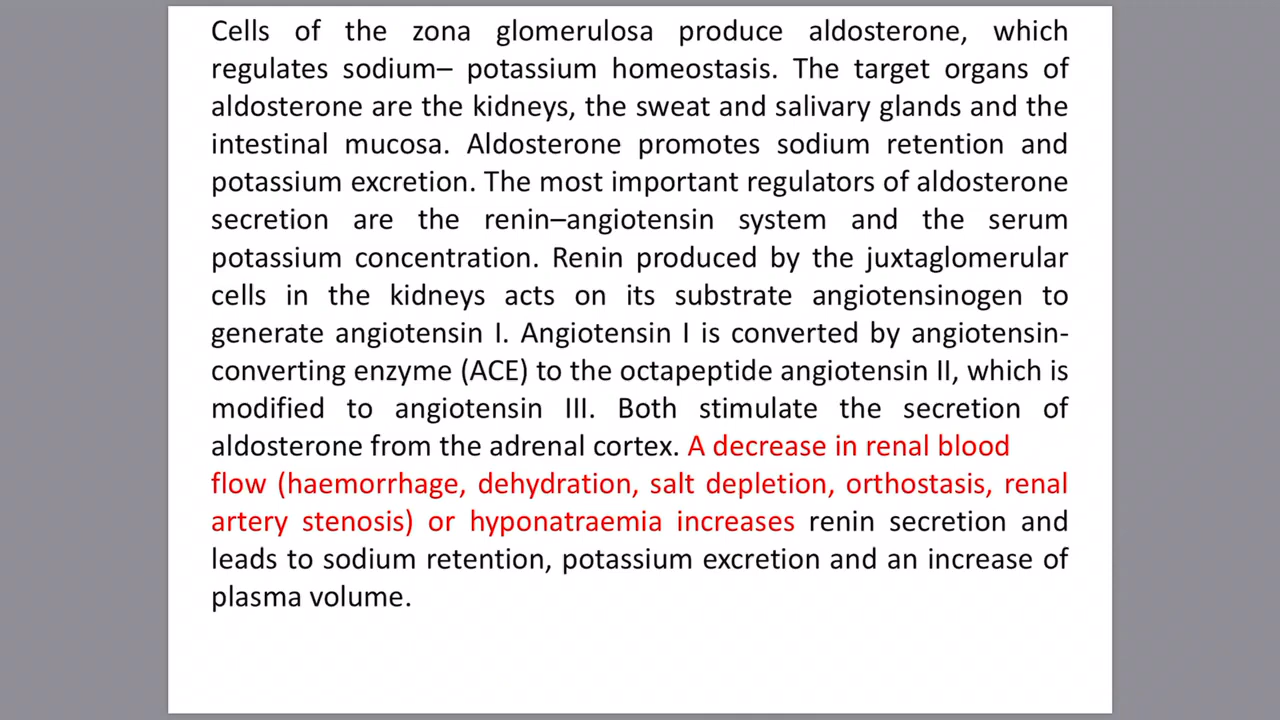 Cells of the zona glomerulosa produce aldosterone, which
regulates sodium– potassium homeostasis. The target organs of
aldosterone are the kidneys, the sweat and salivary glands and the
intestinal mucosa. Aldosterone promotes sodium retention and
potassium excretion. The most important regulators of aldosterone
secretion are the renin–angiotensin system and the serum
potassium concentration. Renin produced by the juxtaglomerular
cells in the kidneys acts on its substrate angiotensinogen to
generate angiotensin I. Angiotensin I is converted by angiotensin-
converting enzyme (ACE) to the octapeptide angiotensin II, which is
modified to angiotensin III. Both stimulate the secretion of
aldosterone from the adrenal cortex. A decrease in renal blood
flow (haemorrhage, dehydration, salt depletion, orthostasis, renal
artery stenosis) or hyponatraemia increases renin secretion and
leads to sodium retention, potassium excretion and an increase of
plasma volume.